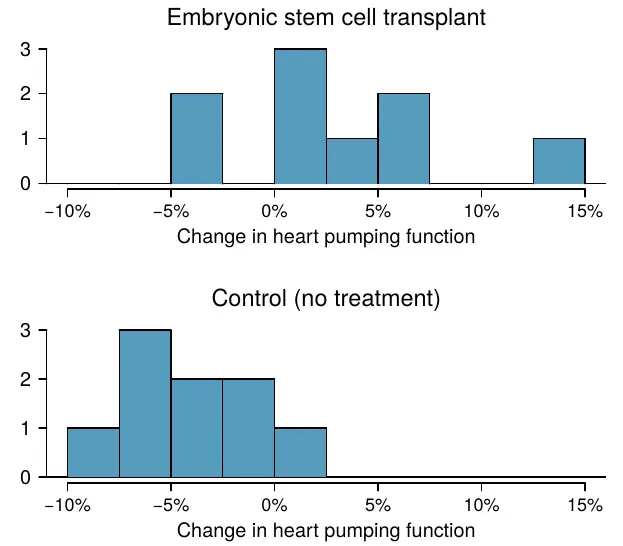 Embryonic stem cell transplant
3
2
1
0
−10% −5% 0% 5% 10% 15%
Change in heart pumping function
Control (no treatment)
3
2
1
0
−10% −5% 0% 5% 10% 15%
Change in heart pumping function